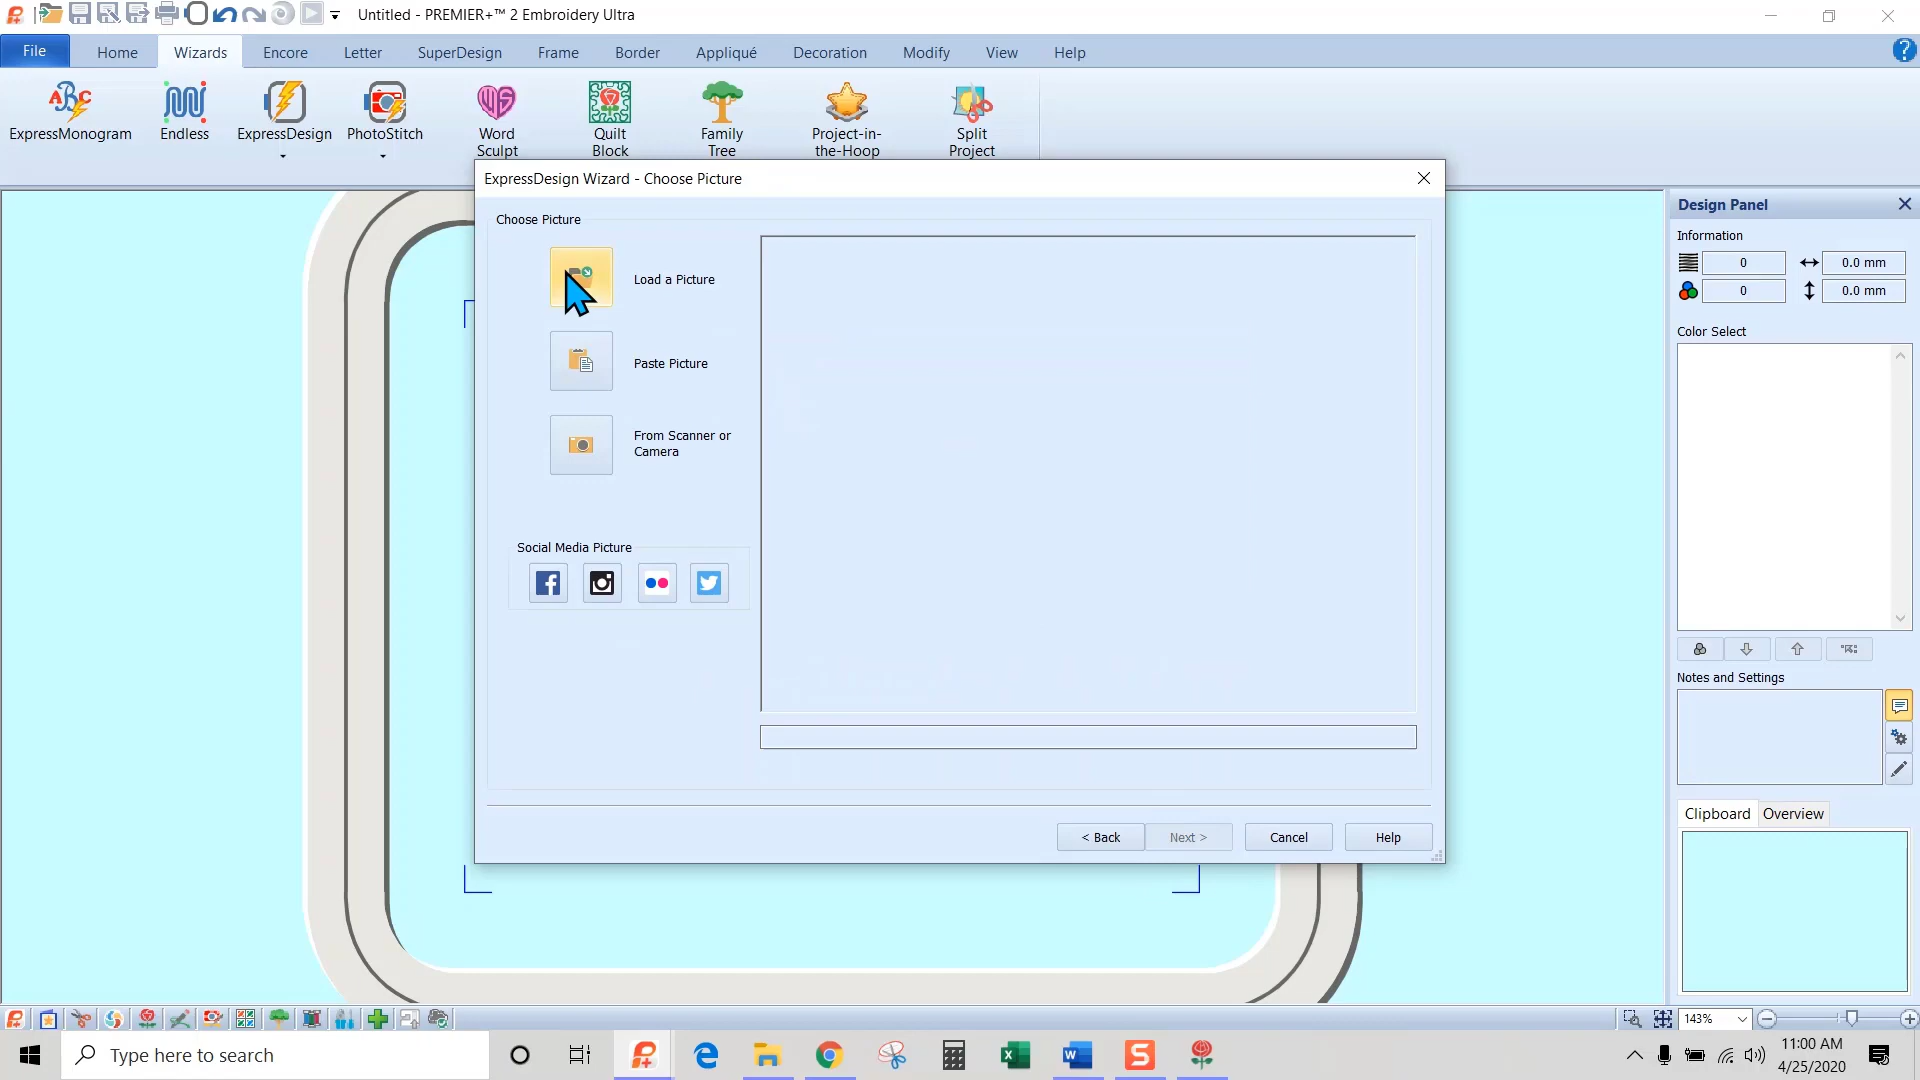 Untitled - PREMIER+™ 2 Embroidery Ultra
File Home Wizards Encore Letter SuperDesign Frame Border Appliqué Decoration Modify View Help
ExpressMonogram
Endless
ExpressDesign
PhotoStitch
Word
Sculpt
Quilt
Block
Family
Tree
Project-in-
the-Hoop
Split
Project
ExpressDesign Wizard - Choose Picture
Choose Picture
Load a Picture
Paste Picture
From Scanner or
Camera
Social Media Picture
< Back Next > Cancel Help
Design Panel
Information
0 0.0 mm
0 0.0 mm
Color Select
Notes and Settings
Clipboard Overview
143%
Type here to search
11:00 AM
4/25/2020